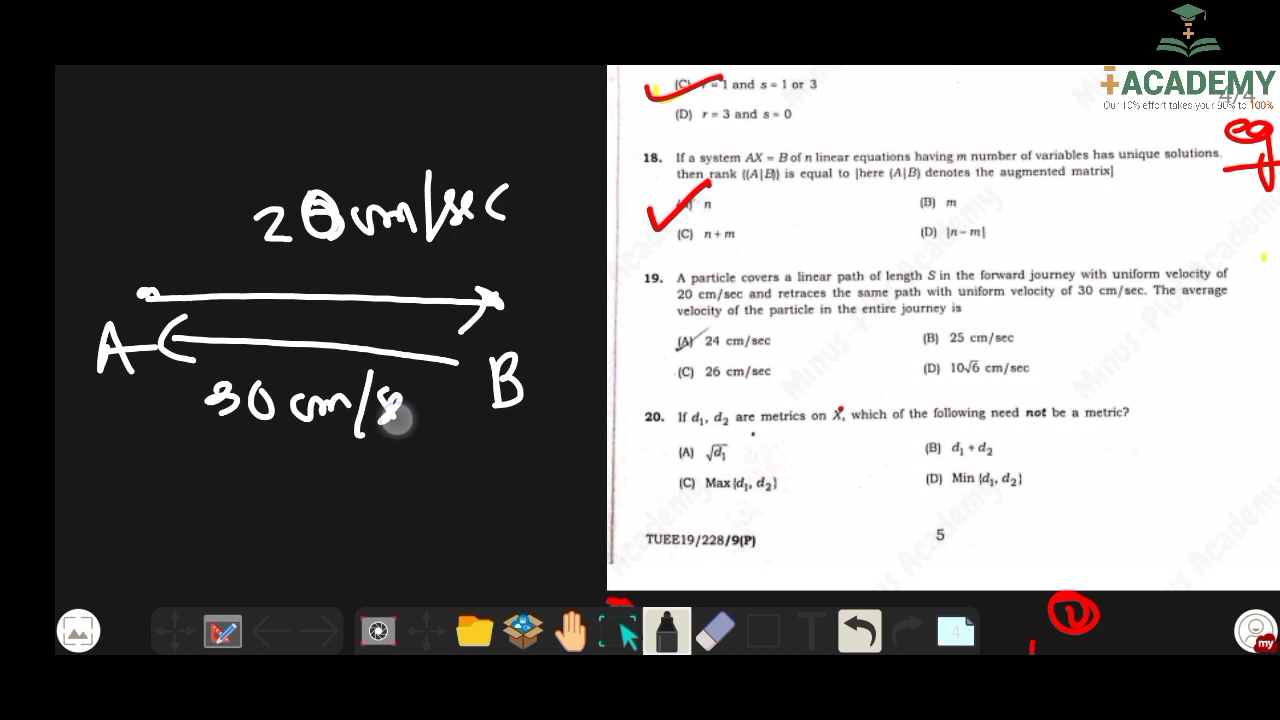 ACADEMY
Our 10% effort takes your 90% to 100%
4/4
eg
(C) r = 1 and s = 1 or 3
(D) r = 3 and s = 0
18. If a system AX = B of n linear equations having m number of variables has unique solutions,
then rank ((A|B)) is equal to [here (A|B) denotes the augmented matrix]
n
(B) m
(C) n + m
(D) |n – m|
19. A particle covers a linear path of length S in the forward journey with uniform velocity of
20 cm/sec and retraces the same path with uniform velocity of 30 cm/sec. The average
velocity of the particle in the entire journey is
(A) 24 cm/sec
(B) 25 cm/sec
(C) 26 cm/sec
(D) 10√6 cm/sec
20. If d₁, d₂ are metrics on X, which of the following need not be a metric?
(A) √d₁
(B) d₁ + d₂
(C) Max{d₁, d₂}
(D) Min {d₁, d₂}
TUEE19/228/9(P)
5
20 cm/sec
A
B
30 cm/s
4
my